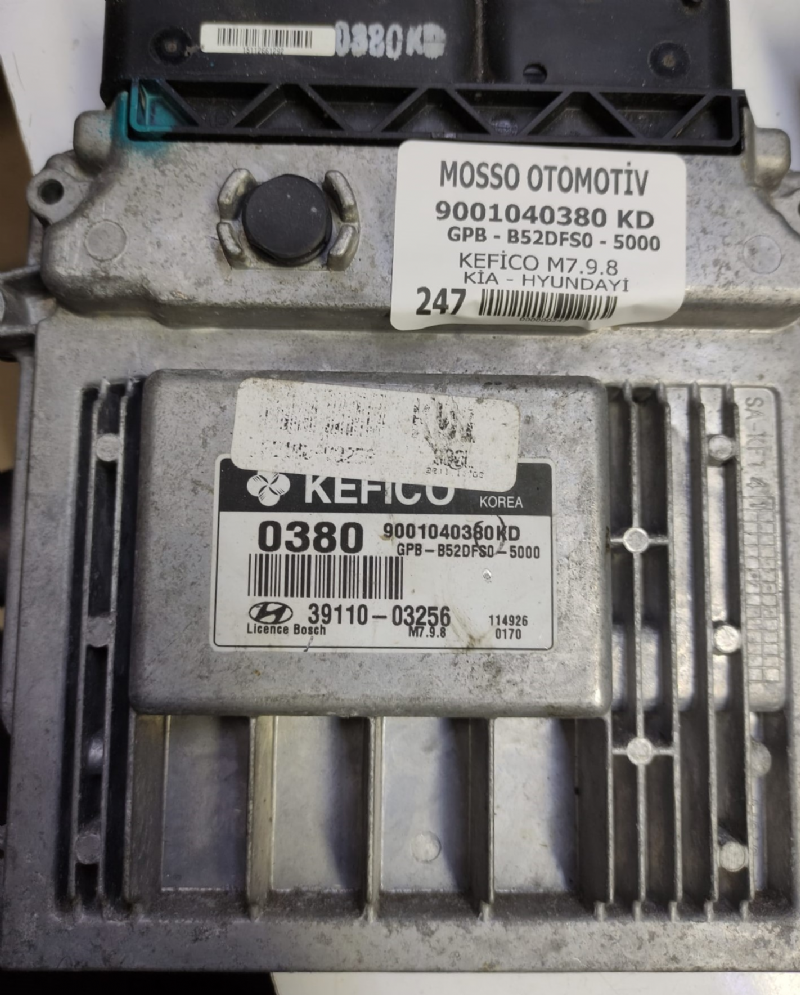 0380KD
MOSSO OTOMOTİV
9001040380 KD
GPB - B52DFS0 - 5000
KEFİCO M7.9.8
KİA - HYUNDAYİ
247
KEFICO KOREA
0380 9001040380KD
GPB-B52DFS0-5000
39110-03256 114926
Licence Bosch M7.9.8 0170